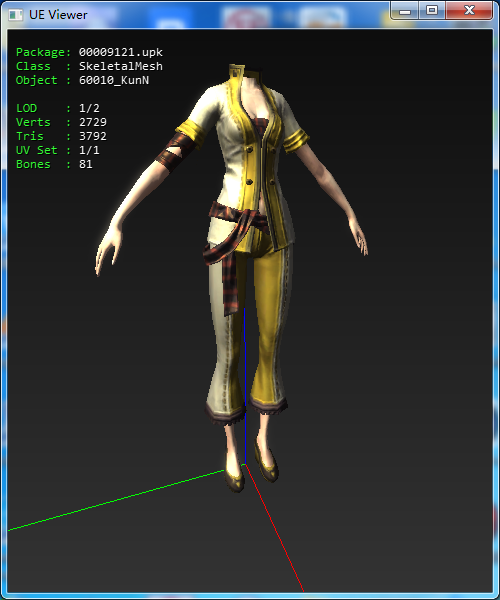 UE Viewer
Package: 00009121.upk
Class : SkeletalMesh
Object : 60010_KunN
LOD : 1/2
Verts : 2729
Tris : 3792
UV Set : 1/1
Bones : 81